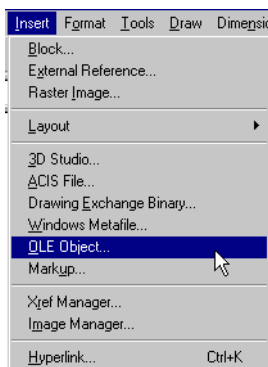 Insert Format Tools Draw Dimensio
Block...
External Reference...
Raster Image...
Layout
3D Studio...
ACIS File...
Drawing Exchange Binary...
Windows Metafile...
OLE Object...
Markup...
Xref Manager...
Image Manager...
Hyperlink... Ctrl+K